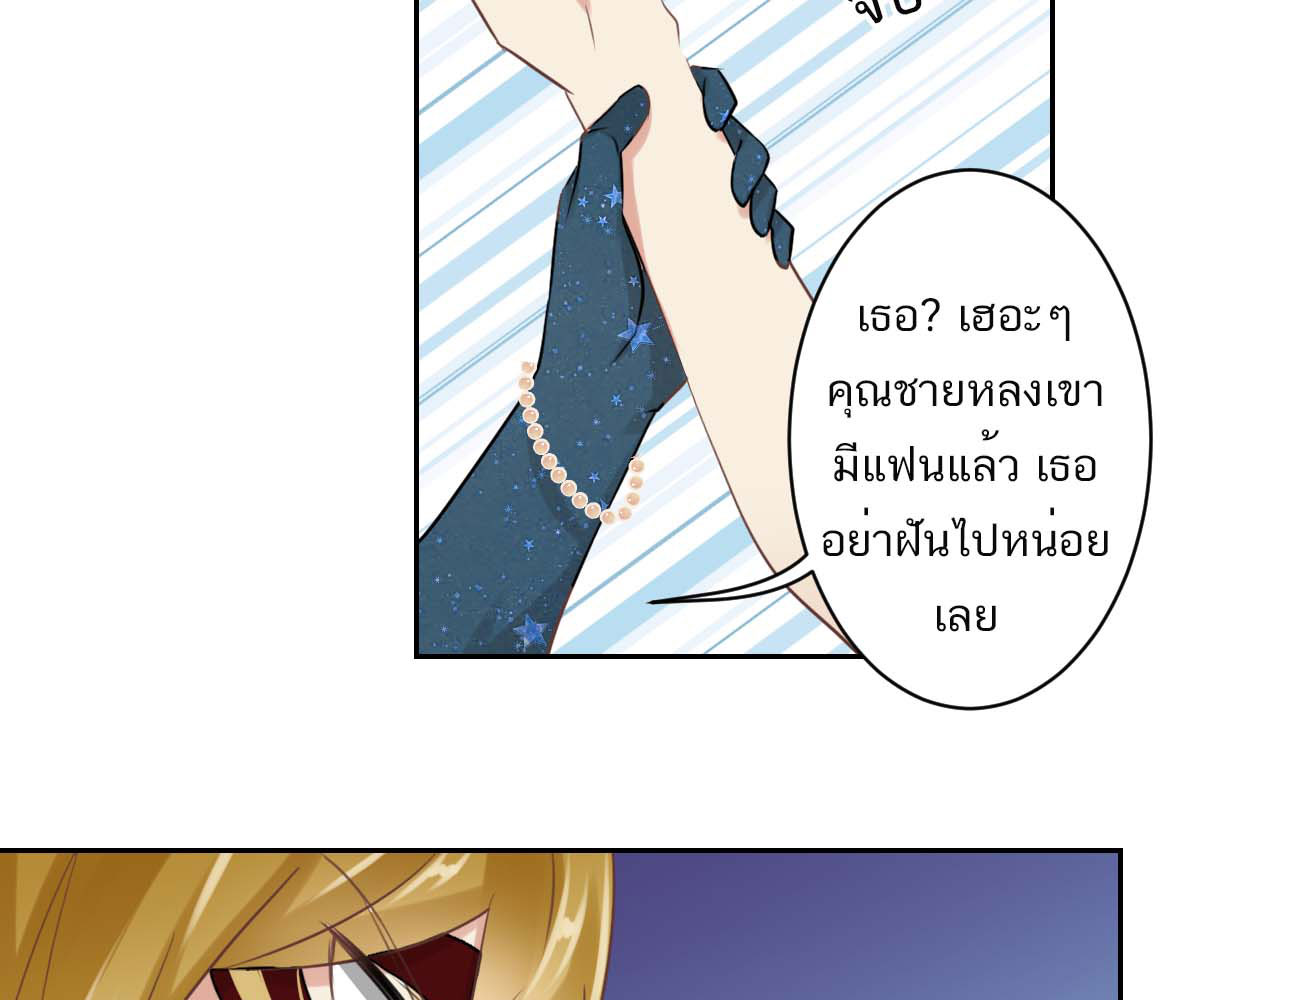 เธอ? เฮอะๆ
คุณชายหลงเขา
มีแฟนแล้ว เธอ
อย่าฝันไปหน่อย
เลย